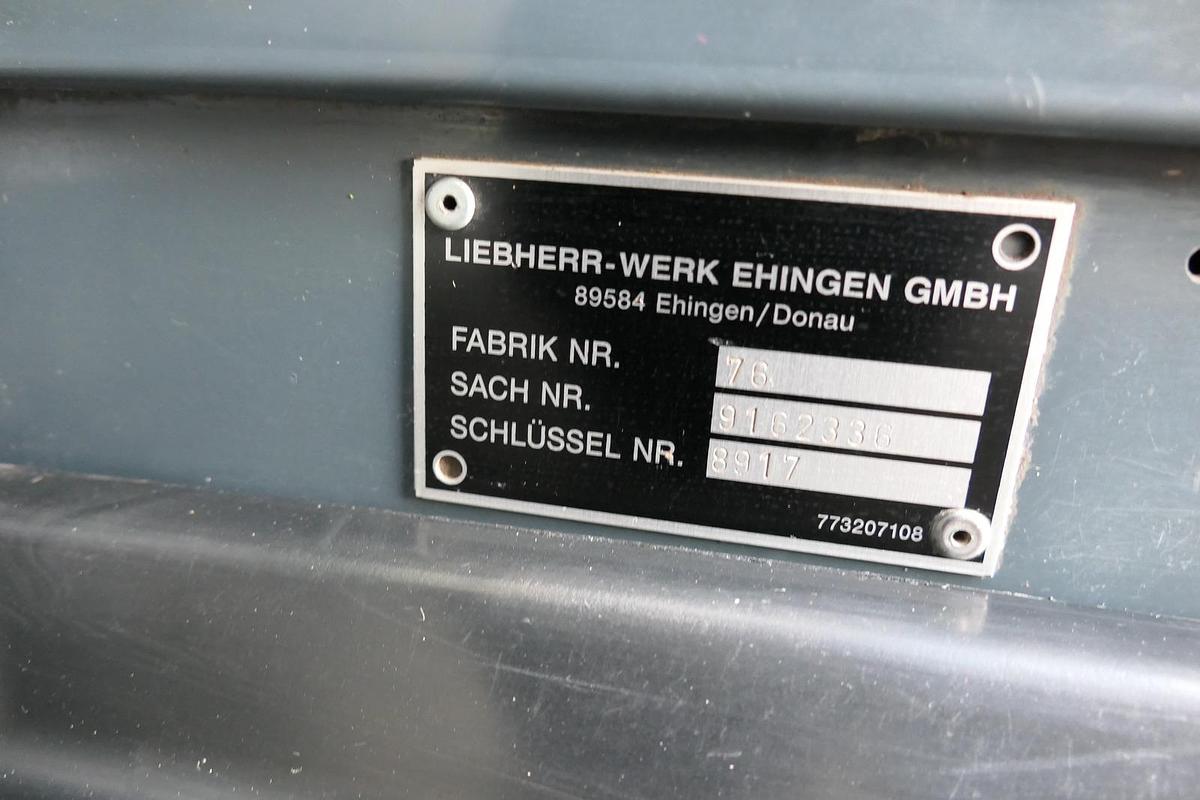 LIEBHERR-WERK EHINGEN GMBH
89584 Ehingen/Donau
FABRIK NR. 76
SACH NR. 9162336
SCHLÜSSEL NR. 8917
773207108